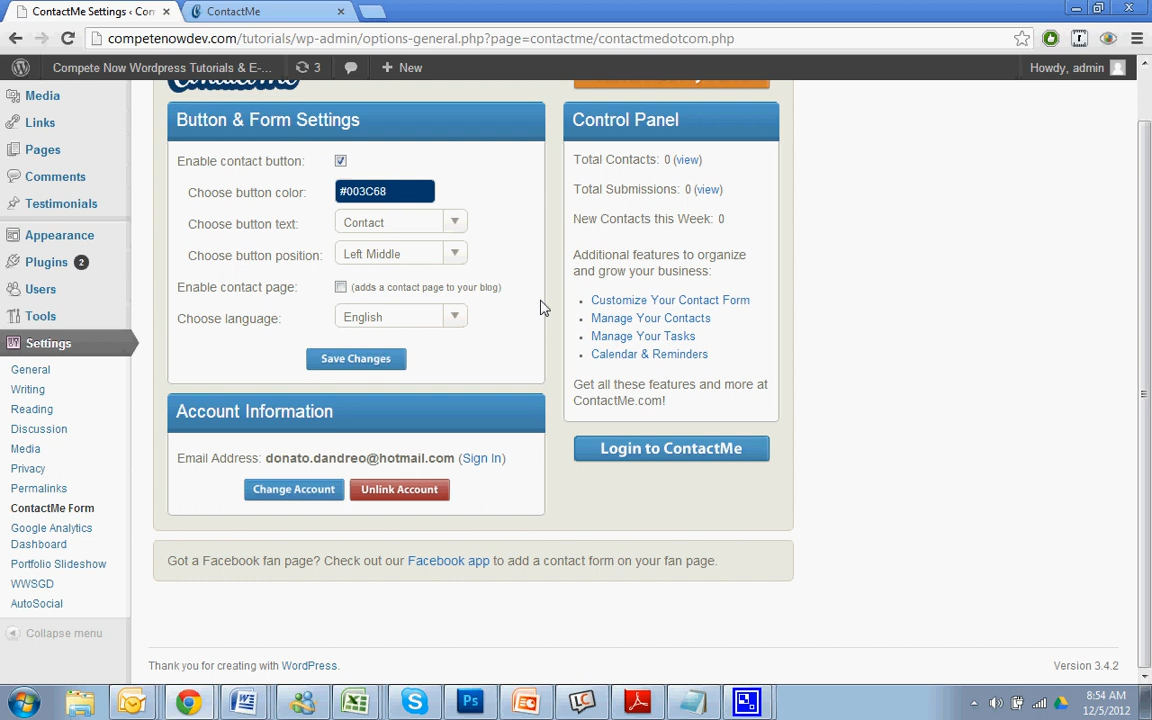 ContactMe Settings ‹ Con
ContactMe
competenowdev.com/tutorials/wp-admin/options-general.php?page=contactme/contactmedotcom.php
Compete Now Wordpress Tutorials & E-...
3
New
Howdy, admin
Media
Links
Pages
Comments
Testimonials
Appearance
Plugins 2
Users
Tools
Settings
General
Writing
Reading
Discussion
Media
Privacy
Permalinks
ContactMe Form
Google Analytics
Dashboard
Portfolio Slideshow
WWSGD
AutoSocial
Collapse menu
Button & Form Settings
Enable contact button:
Choose button color: #003C68
Choose button text: Contact
Choose button position: Left Middle
Enable contact page: (adds a contact page to your blog)
Choose language: English
Save Changes
Account Information
Email Address: donato.dandreo@hotmail.com (Sign In)
Change Account Unlink Account
Control Panel
Total Contacts: 0 (view)
Total Submissions: 0 (view)
New Contacts this Week: 0
Additional features to organize
and grow your business:
Customize Your Contact Form
Manage Your Contacts
Manage Your Tasks
Calendar & Reminders
Get all these features and more at
ContactMe.com!
Login to ContactMe
Got a Facebook fan page? Check out our Facebook app to add a contact form on your fan page.
Thank you for creating with WordPress.
Version 3.4.2
8:54 AM
12/5/2012